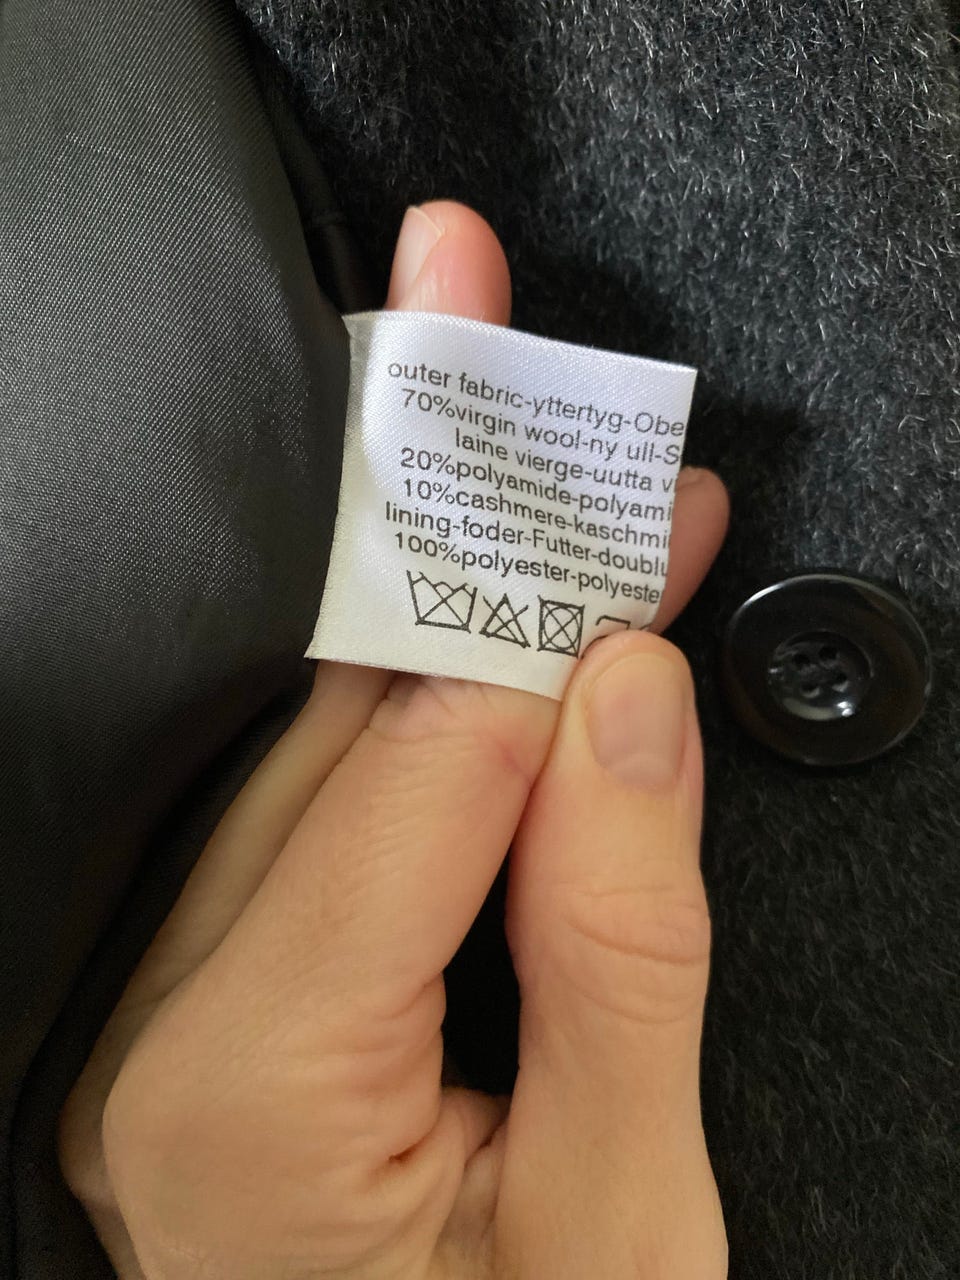 outer fabric-yttertyg-Obe
70%virgin wool-ny ull-S
laine vierge-uutta v
20%polyamide-polyami
10%cashmere-kaschmi
lining-foder-Futter-doublu
100%polyester-polyeste